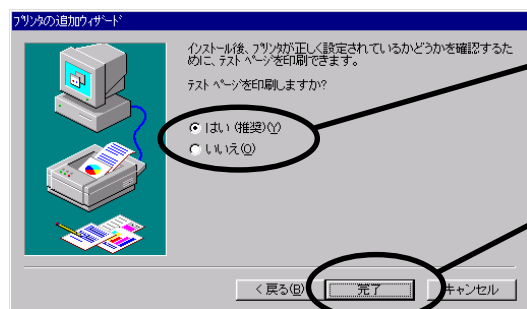 プリンタの追加ウィザード
インストール後、プリンタが正しく設定されているかどうかを確認するた
めに、テスト ページを印刷できます。
テスト ページを印刷しますか?
はい (推奨)(Y)
いいえ(O)
< 戻る(B)
完了
キャンセル